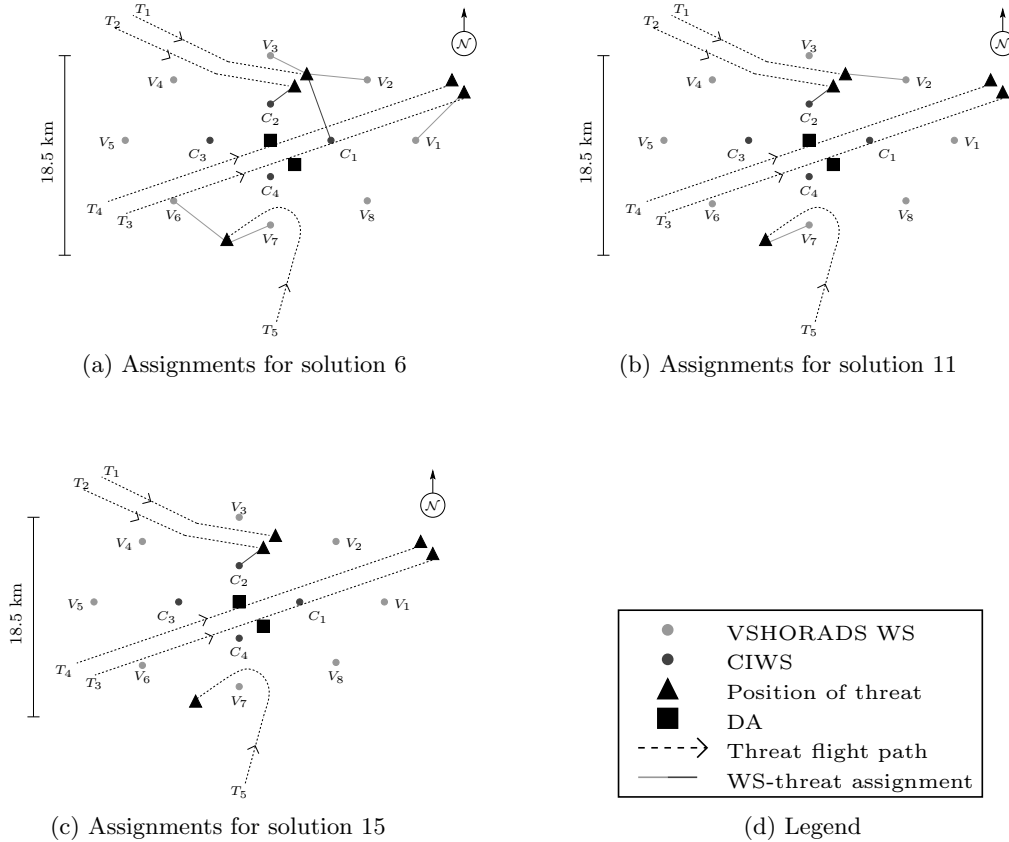 T1
T2
V3
V4
V2
C2
18.5 km
V5
C3
C1
V1
C4
T4
T3
V6
V8
V7
T5
N
(a) Assignments for solution 6
T1
T2
V3
V4
V2
C2
18.5 km
V5
C3
C1
V1
C4
T4
T3
V6
V8
V7
T5
N
(b) Assignments for solution 11
T1
T2
V3
V4
V2
C2
18.5 km
V5
C3
C1
V1
C4
T4
T3
V6
V8
V7
T5
N
(c) Assignments for solution 15
VSHORADS WS
CIWS
Position of threat
DA
Threat flight path
WS-threat assignment
(d) Legend